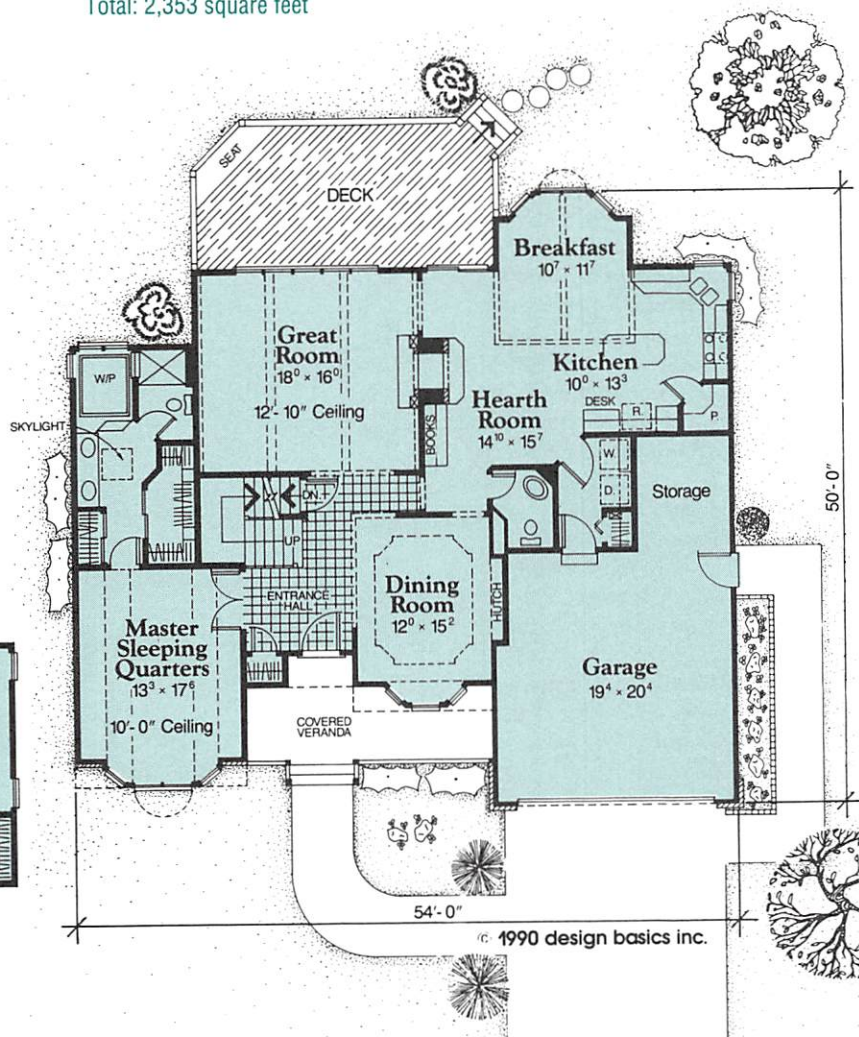 Total: 2,353 square feet
SEAT
DECK
Breakfast
10⁷ × 11⁷
Great
Room
18⁰ × 16⁰
12'-10" Ceiling
Kitchen
10⁰ × 13³
W/P
Hearth
Room
14¹⁰ × 15⁷
DESK
R.
P.
SKYLIGHT
BOOKS
W.
D.
Storage
50'-0"
DN.
UP
ENTRANCE
HALL
Dining
Room
12⁰ × 15²
HUTCH
Master
Sleeping
Quarters
13³ × 17⁶
10'-0" Ceiling
Garage
19⁴ × 20⁴
COVERED
VERANDA
54'-0"
© 1990 design basics inc.